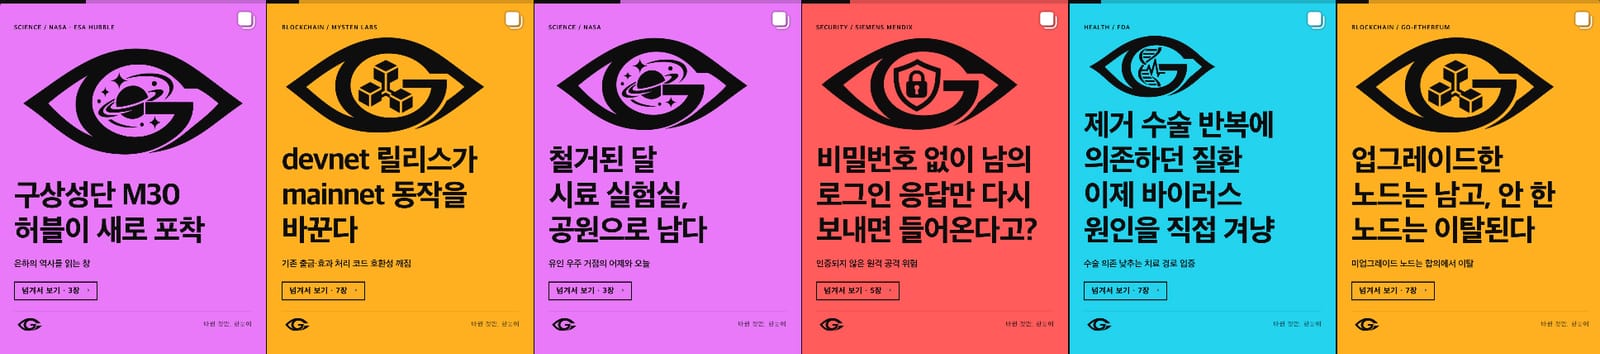 SCIENCE / NASA · ESA HUBBLE
구상성단 M30
허블이 새로 포착
은하의 역사를 읽는 창
넘겨서 보기 · 3장
BLOCKCHAIN / MYSTEN LABS
devnet 릴리스가
mainnet 동작을
바꾼다
기존 출금·효과 처리 코드 호환성 깨짐
넘겨서 보기 · 7장
SCIENCE / NASA
철거된 달
시료 실험실,
공원으로 남다
유인 우주 거점의 어제와 오늘
넘겨서 보기 · 3장
SECURITY / SIEMENS MENDIX
비밀번호 없이 남의
로그인 응답만 다시
보내면 들어온다고?
인증되지 않은 원격 공격 위험
넘겨서 보기 · 5장
HEALTH / FDA
제거 수술 반복에
의존하던 질환
이제 바이러스
원인을 직접 겨냥
수술 의존 낮추는 치료 경로 입증
넘겨서 보기 · 7장
BLOCKCHAIN / GO-ETHEREUM
업그레이드한
노드는 남고, 안 한
노드는 이탈된다
미업그레이드 노드는 합의에서 이탈
넘겨서 보기 · 7장